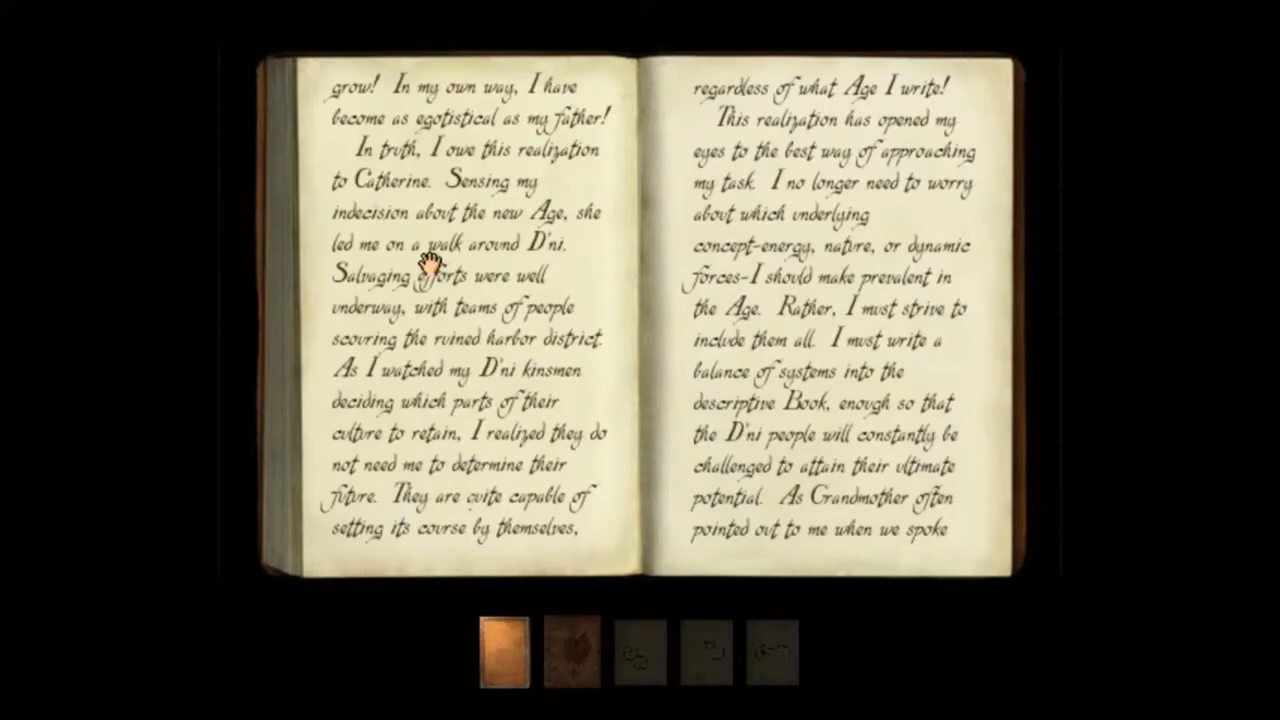 grow! In my own way, I have
become as egotistical as my father!
In truth, I owe this realization
to Catherine. Sensing my
indecision about the new Age, she
led me on a walk around D'ni.
Salvaging efforts were well
underway, with teams of people
scouring the ruined harbor district.
As I watched my D'ni kinsmen
deciding which parts of their
culture to retain, I realized they do
not need me to determine their
future. They are quite capable of
setting its course by themselves,
regardless of what Age I write!
This realization has opened my
eyes to the best way of approaching
my task. I no longer need to worry
about which underlying
concept-energy, nature, or dynamic
forces-I should make prevalent in
the Age. Rather, I must strive to
include them all. I must write a
balance of systems into the
descriptive Book, enough so that
the D'ni people will constantly be
challenged to attain their ultimate
potential. As Grandmother often
pointed out to me when we spoke